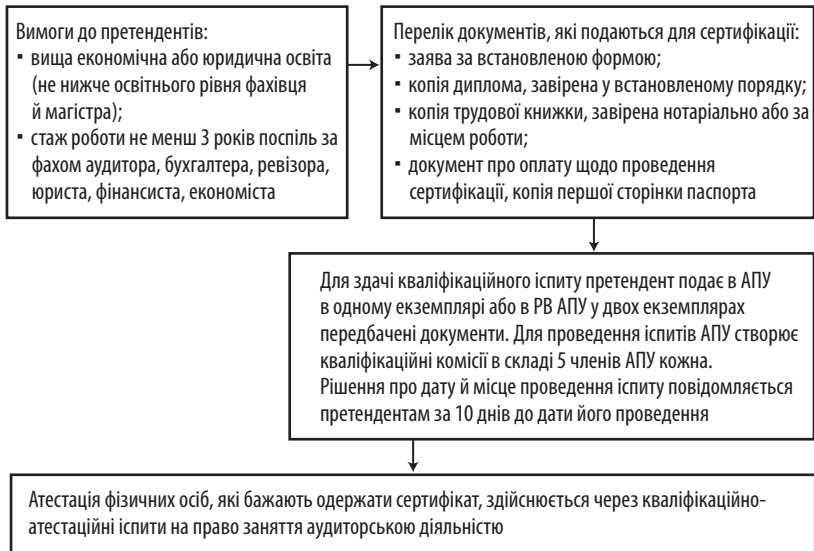 Вимоги до претендентів:
▪ вища економічна або юридична освіта
(не нижче освітнього рівня фахівця
й магістра);
▪ стаж роботи не менш 3 років поспіль за
фахом аудитора, бухгалтера, ревізора,
юриста, фінансиста, економіста
Перелік документів, які подаються для сертифікації:
▪ заява за встановленою формою;
▪ копія диплома, завірена у встановленому порядку;
▪ копія трудової книжки, завірена нотаріально або за
місцем роботи;
▪ документ про оплату щодо проведення
сертифікації, копія першої сторінки паспорта
Для здачі кваліфікаційного іспиту претендент подає в АПУ
в одному екземплярі або в РВ АПУ у двох екземплярах
передбачені документи. Для проведення іспитів АПУ створює
кваліфікаційні комісії в складі 5 членів АПУ кожна.
Рішення про дату й місце проведення іспиту повідомляється
претендентам за 10 днів до дати його проведення
Атестація фізичних осіб, які бажають одержати сертифікат, здійснюється через кваліфікаційно-
атестаційні іспити на право заняття аудиторською діяльністю